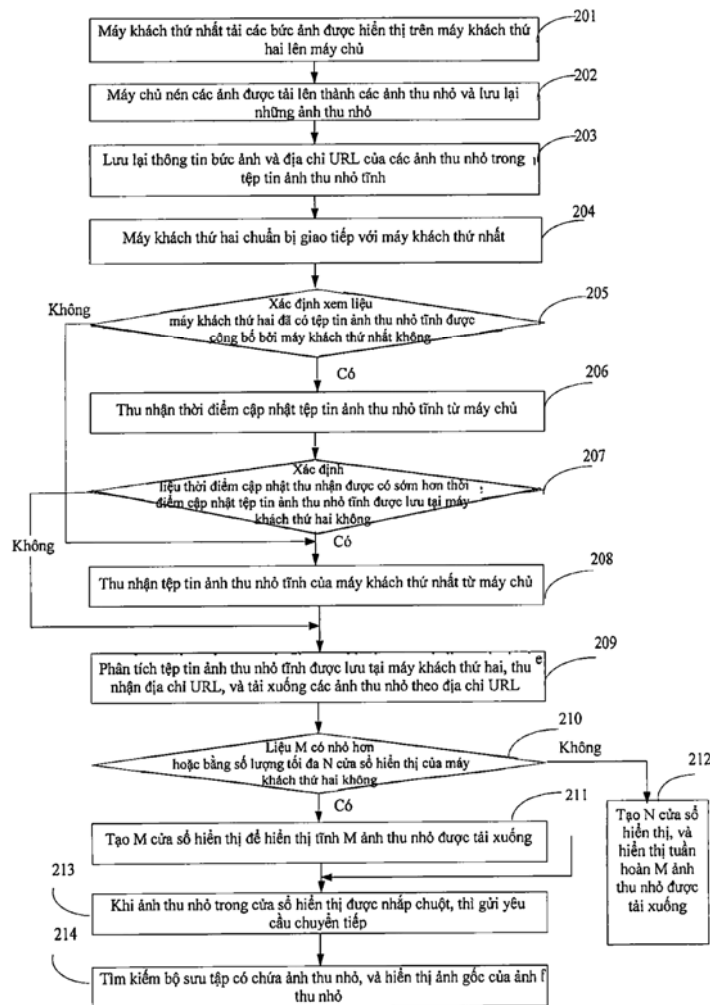 201
Máy khách thứ nhất tải các bức ảnh được hiển thị trên máy khách thứ
hai lên máy chủ
202
Máy chủ nén các ảnh được tải lên thành các ảnh thu nhỏ và lưu lại
những ảnh thu nhỏ
203
Lưu lại thông tin bức ảnh và địa chỉ URL của các ảnh thu nhỏ trong
tệp tin ảnh thu nhỏ tĩnh
204
Máy khách thứ hai chuẩn bị giao tiếp với máy khách thứ nhất
205
Không
Xác định xem liệu
máy khách thứ hai đã có tệp tin ảnh thu nhỏ tĩnh được
công bố bởi máy khách thứ nhất không
Có
206
Thu nhận thời điểm cập nhật tệp tin ảnh thu nhỏ tĩnh từ máy chủ
207
Xác định
liệu thời điểm cập nhật thu nhận được có sớm hơn thời
điểm cập nhật tệp tin ảnh thu nhỏ tĩnh được lưu tại máy
khách thứ hai không
Không
Có
208
Thu nhận tệp tin ảnh thu nhỏ tĩnh của máy khách thứ nhất từ máy chủ
209
Phân tích tệp tin ảnh thu nhỏ tĩnh được lưu tại máy khách thứ hai, thu
nhận địa chỉ URL, và tải xuống các ảnh thu nhỏ theo địa chỉ URL
210
Liệu M có nhỏ hơn
hoặc bằng số lượng tối đa N cửa sổ hiển thị của máy
khách thứ hai không
Không
212
Có
211
Tạo M cửa sổ hiển thị để hiển thị tĩnh M ảnh thu nhỏ được tải xuống
Tạo N cửa sổ
hiển thị, và
hiển thị tuần
hoàn M ảnh
thu nhỏ được
tải xuống
213
Khi ảnh thu nhỏ trong cửa sổ hiển thị được nhấp chuột, thì gửi yêu
cầu chuyển tiếp
214
Tìm kiếm bộ sưu tập có chứa ảnh thu nhỏ, và hiển thị ảnh gốc của ảnh
thu nhỏ